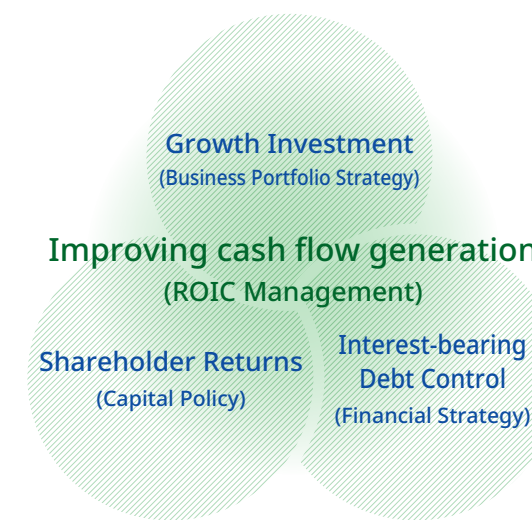 Growth Investment
(Business Portfolio Strategy)
Improving cash flow generation
(ROIC Management)
Shareholder Returns
(Capital Policy)
Interest-bearing
Debt Control
(Financial Strategy)